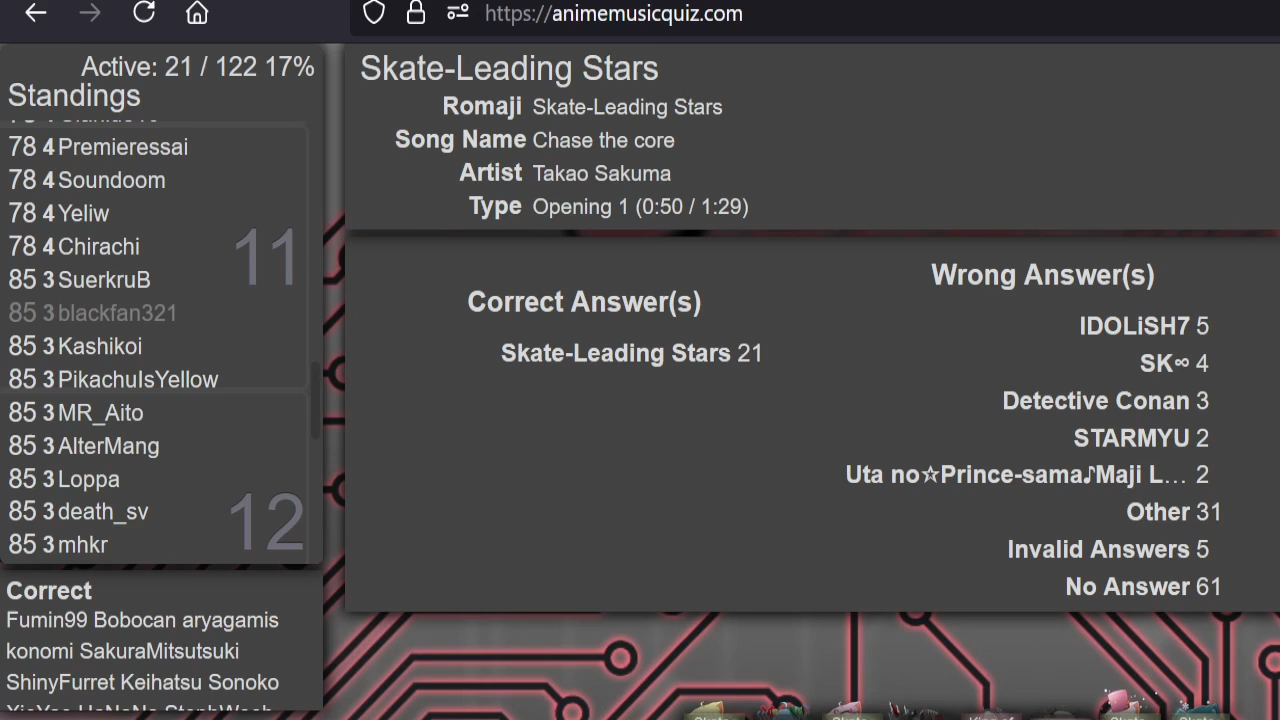 https://animemusicquiz.com
Active: 21 / 122 17%
Standings
78 4 Premieressai
78 4 Soundoom
78 4 Yeliw
78 4 Chirachi
85 3 SuerkruB
85 3 blackfan321
85 3 Kashikoi
85 3 PikachuIsYellow
11
85 3 MR_Aito
85 3 AlterMang
85 3 Loppa
85 3 death_sv
85 3 mhkr
12
Correct
Fumin99 Bobocan aryagamis
konomi SakuraMitsutsuki
ShinyFurret Keihatsu Sonoko
Skate-Leading Stars
Romaji Skate-Leading Stars
Song Name Chase the core
Artist Takao Sakuma
Type Opening 1 (0:50 / 1:29)
Correct Answer(s)
Skate-Leading Stars 21
Wrong Answer(s)
IDOLiSH7 5
SK∞ 4
Detective Conan 3
STARMYU 2
Uta no☆Prince-sama♪Maji L... 2
Other 31
Invalid Answers 5
No Answer 61